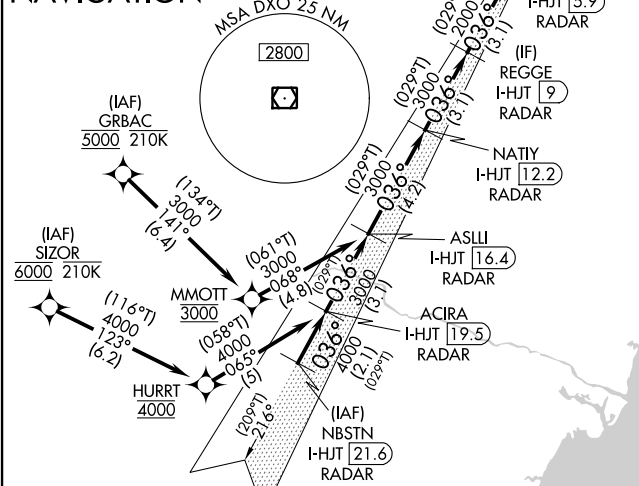 NAVIGATION
MSA DXO 25 NM
2800
I-HJT 5.9
RADAR
(029°T)
2000
036°
(3.1)
(IF)
REGGE
I-HJT 9
RADAR
(029°T)
3000
036°
(3.1)
NATIY
I-HJT 12.2
RADAR
(029°T)
3000
036°
(4.2)
ASLLI
I-HJT 16.4
RADAR
(IAF)
GRBAC
5000 210K
(134°T)
3000
141°
(6.4)
(IAF)
SIZOR
6000 210K
(116°T)
4000
123°
(6.2)
MMOTT
3000
(061°T)
3000
068°
(4.8)
(029°T)
036°
3000
(3.1)
ACIRA
I-HJT 19.5
RADAR
HURRT
4000
(058°T)
4000
065°
(5)
036°
4000
(2.1)
(029°T)
(IAF)
NBSTN
I-HJT 21.6
RADAR
(209°T)
216°